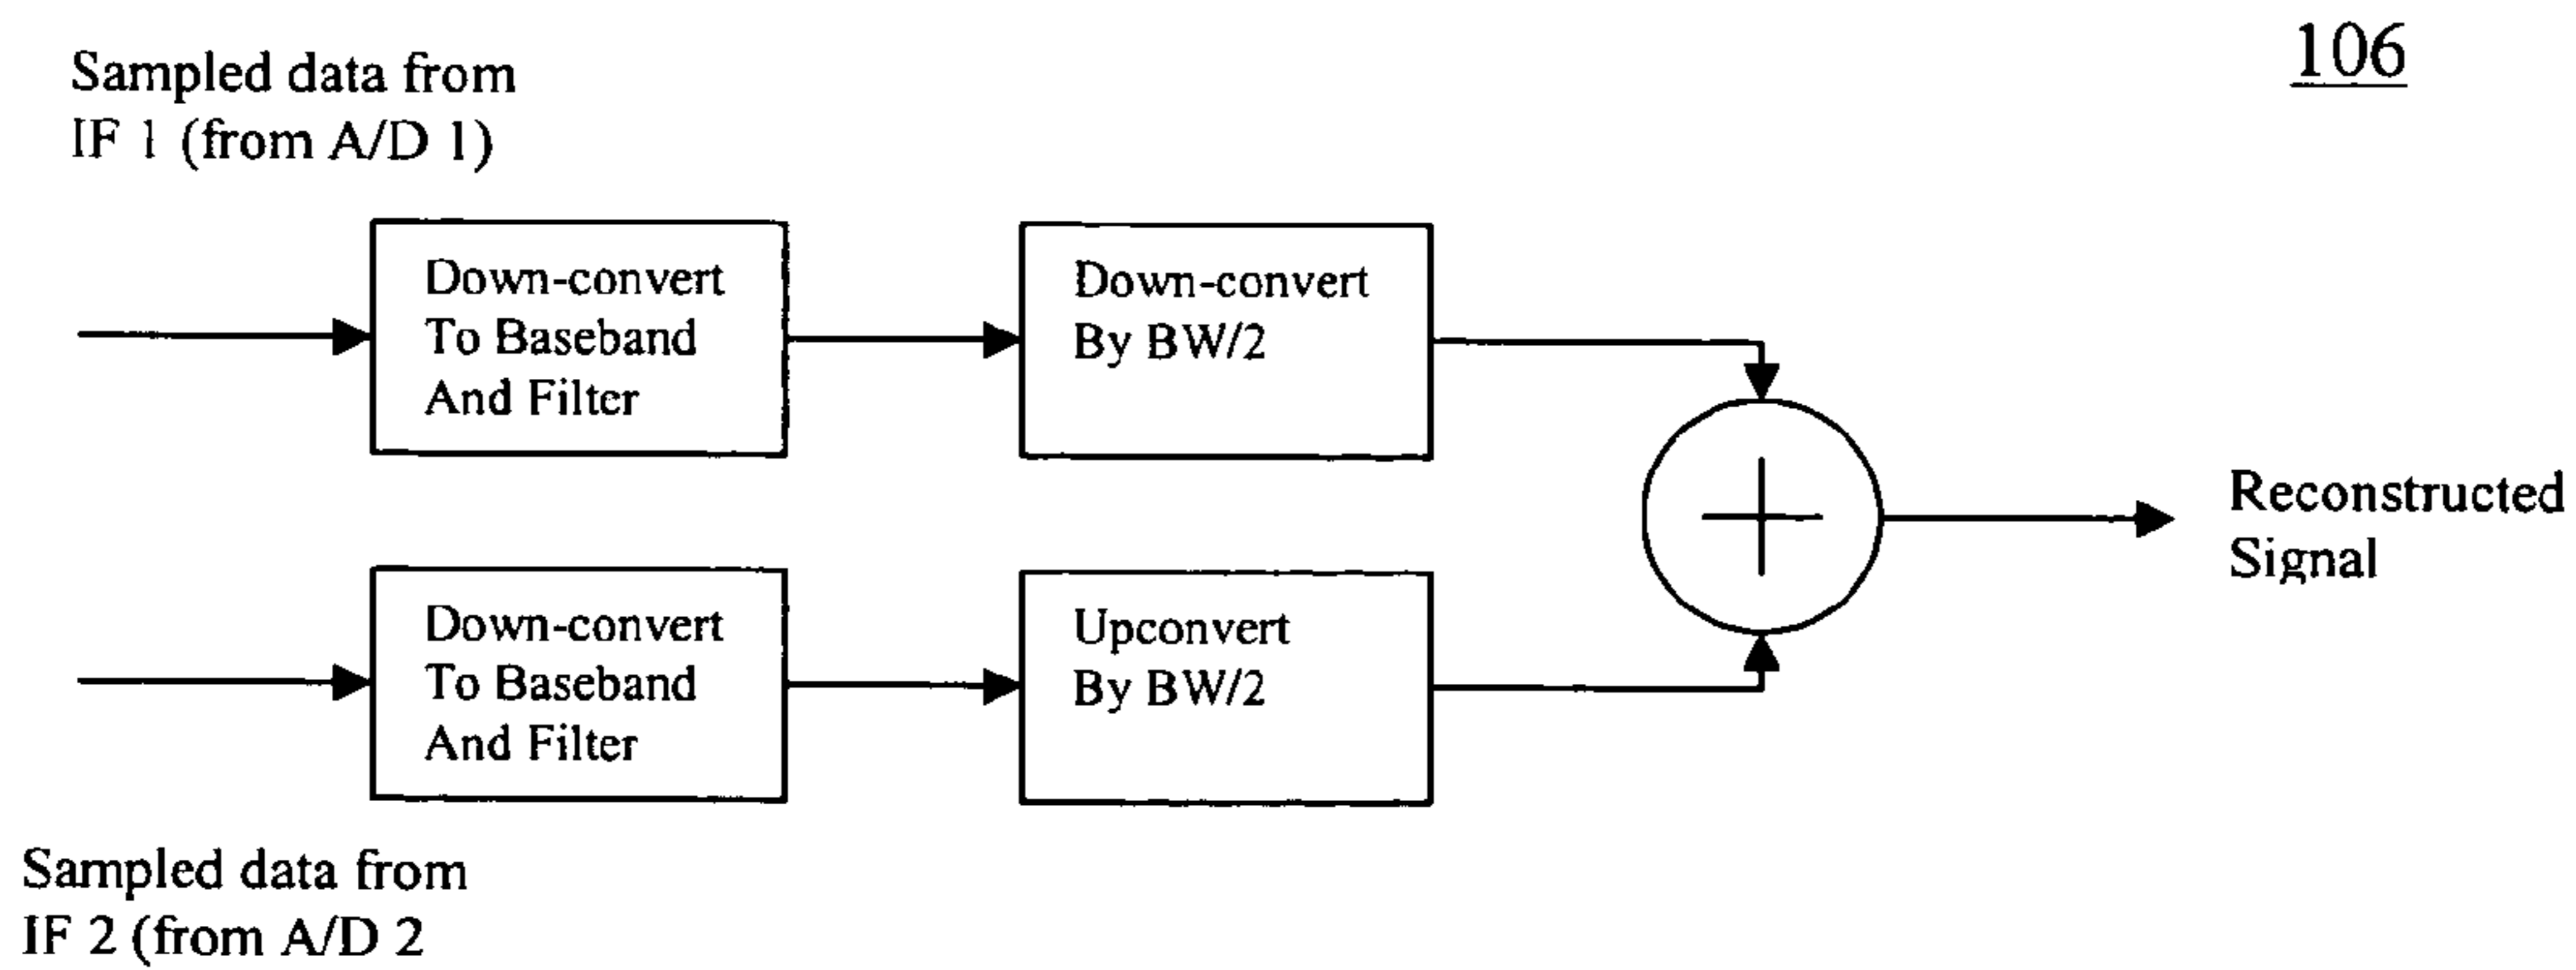 106
Sampled data from
IF 1 (from A/D 1)
Down-convert
To Baseband
And Filter
Down-convert
By BW/2
Reconstructed
Signal
Down-convert
To Baseband
And Filter
Upconvert
By BW/2
Sampled data from
IF 2 (from A/D 2